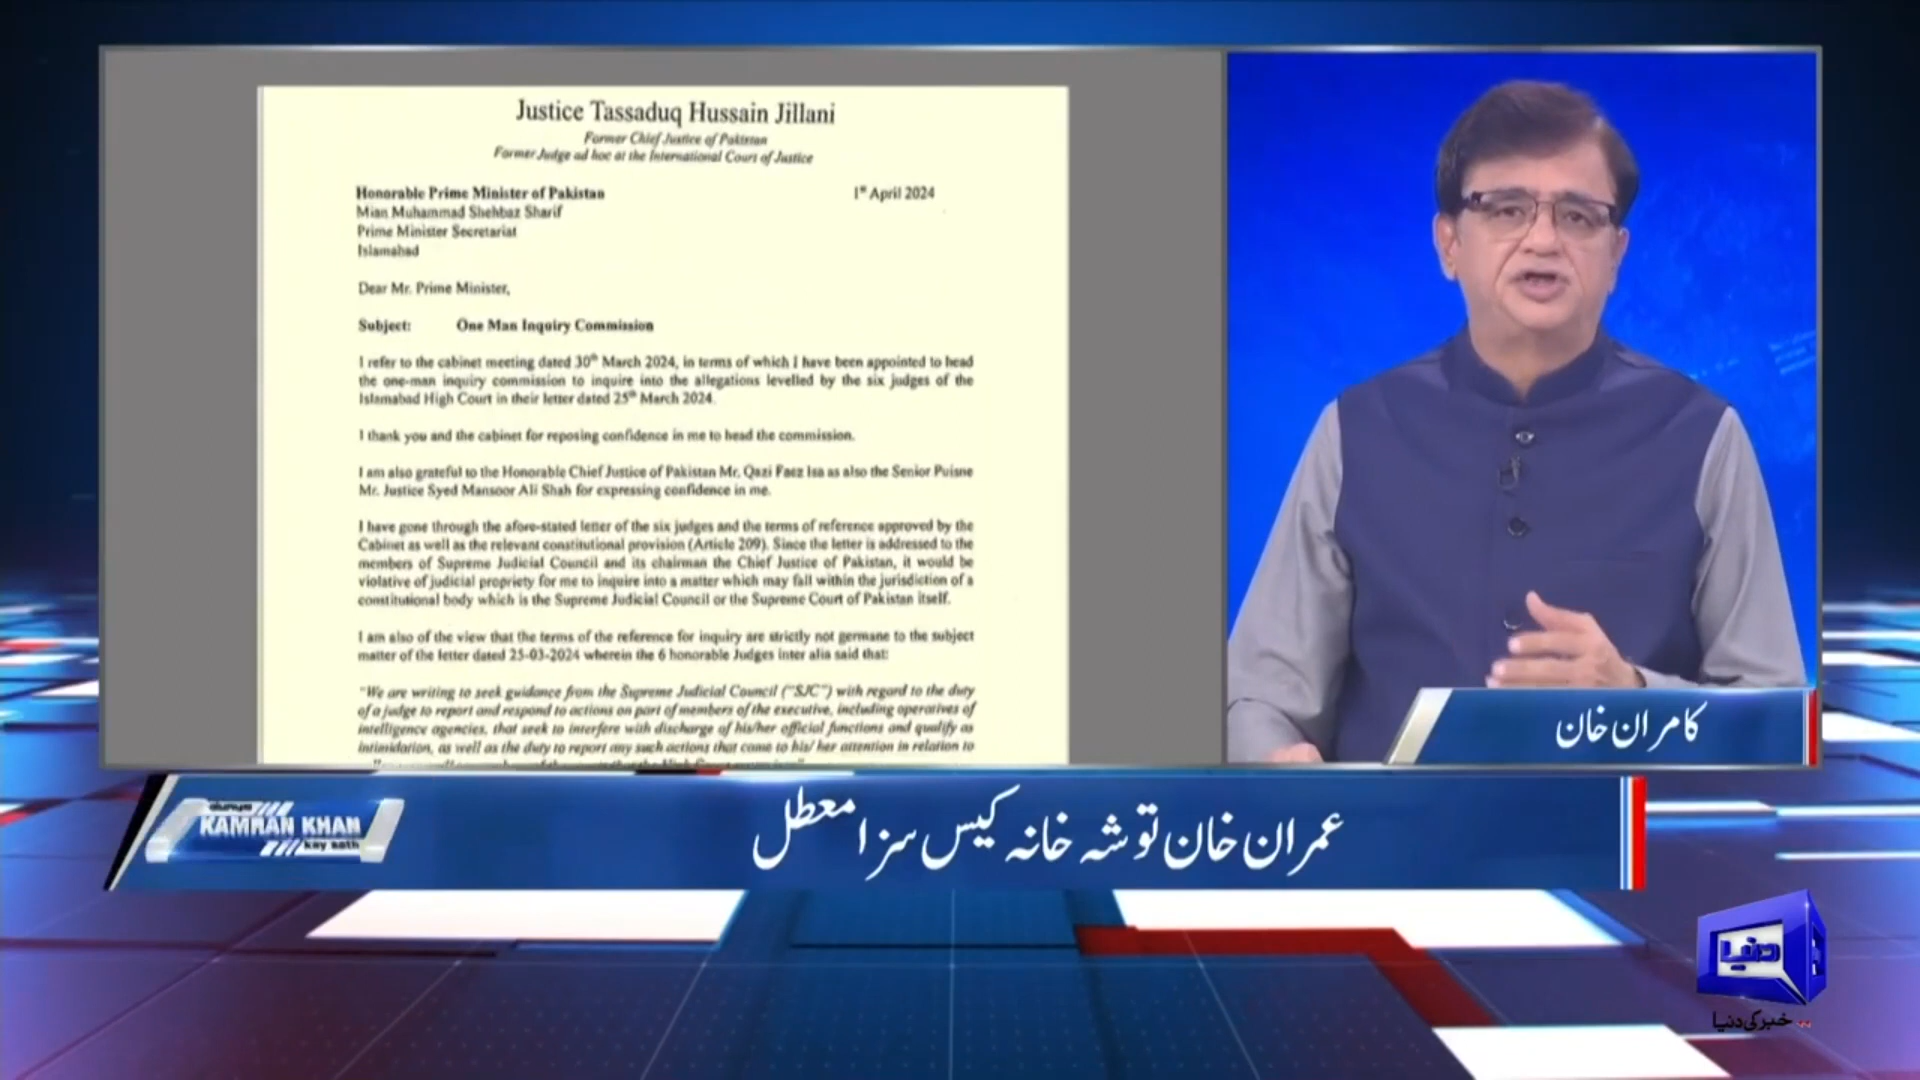 Justice Tassaduq Hussain Jillani
Former Chief Justice of Pakistan
Former Judge ad hoc at the International Court of Justice
Honorable Prime Minister of Pakistan 1st April 2024
Mian Muhammad Shehbaz Sharif
Prime Minister Secretariat
Islamabad
Dear Mr. Prime Minister,
Subject: One Man Inquiry Commission
I refer to the cabinet meeting dated 30th March 2024, in terms of which I have been appointed to head
the one-man inquiry commission to inquire into the allegations levelled by the six judges of the
Islamabad High Court in their letter dated 25th March 2024.
I thank you and the cabinet for reposing confidence in me to head the commission.
I am also grateful to the Honorable Chief Justice of Pakistan Mr. Qazi Faez Isa as also the Senior Puisne
Mr. Justice Syed Mansoor Ali Shah for expressing confidence in me.
I have gone through the afore-stated letter of the six judges and the terms of reference approved by the
Cabinet as well as the relevant constitutional provision (Article 209). Since the letter is addressed to the
members of Supreme Judicial Council and its chairman the Chief Justice of Pakistan, it would be
violative of judicial propriety for me to inquire into a matter which may fall within the jurisdiction of a
constitutional body which is the Supreme Judicial Council or the Supreme Court of Pakistan itself.
I am also of the view that the terms of the reference for inquiry are strictly not germane to the subject
matter of the letter dated 25-03-2024 wherein the 6 honorable Judges inter alia said that:
"We are writing to seek guidance from the Supreme Judicial Council ("SJC") with regard to the duty
of a judge to report and respond to actions on part of members of the executive, including operatives of
intelligence agencies, that seek to interfere with discharge of his/her official functions and qualify as
intimidation, as well as the duty to report any such actions that come to his/ her attention in relation to
کامران خان
dunya
KAMRAN KHAN
kay sath
عمران خان توشہ خانہ کیس سزا معطل
دنیا
خبر کی دنیا